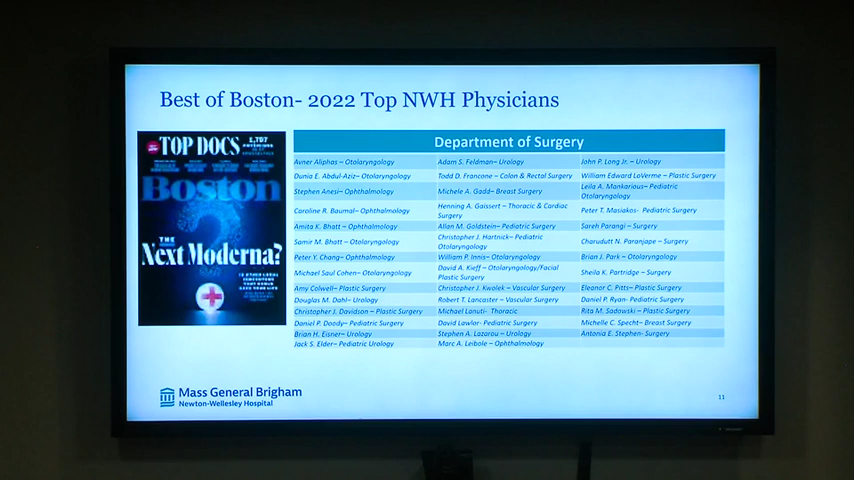 Best of Boston- 2022 Top NWH Physicians
TOP DOCS
1,707
Boston
THE
Next Moderna?
Department of Surgery
Avner Aliphas – Otolaryngology
Adam S. Feldman– Urology
John P. Long Jr. – Urology
Dunia E. Abdul-Aziz– Otolaryngology
Todd D. Francone – Colon & Rectal Surgery
William Edward LoVerme – Plastic Surgery
Stephen Anesi– Ophthalmology
Michele A. Gadd– Breast Surgery
Leila A. Mankarious– Pediatric
Otolaryngology
Caroline R. Baumal– Ophthalmology
Henning A. Gaissert – Thoracic & Cardiac
Surgery
Peter T. Masiakos- Pediatric Surgery
Amita K. Bhatt – Ophthalmology
Allan M. Goldstein– Pediatric Surgery
Sareh Parangi – Surgery
Samir M. Bhatt – Otolaryngology
Christopher J. Hartnick– Pediatric
Otolaryngology
Charudutt N. Paranjape – Surgery
Peter Y. Chang– Ophthalmology
William P. Innis– Otolaryngology
Brian J. Park – Otolaryngology
Michael Saul Cohen– Otolaryngology
David A. Kieff – Otolaryngology/Facial
Plastic Surgery
Sheila K. Partridge – Surgery
Amy Colwell– Plastic Surgery
Christopher J. Kwolek – Vascular Surgery
Eleanor C. Pitts– Plastic Surgery
Douglas M. Dahl– Urology
Robert T. Lancaster – Vascular Surgery
Daniel P. Ryan- Pediatric Surgery
Christopher J. Davidson – Plastic Surgery
Michael Lanuti- Thoracic
Rita M. Sadowski – Plastic Surgery
Daniel P. Doody– Pediatric Surgery
David Lawlor- Pediatric Surgery
Michelle C. Specht– Breast Surgery
Brian H. Eisner– Urology
Stephen A. Lazarou – Urology
Antonia E. Stephen- Surgery
Jack S. Elder– Pediatric Urology
Marc A. Leibole – Ophthalmology
Mass General Brigham
Newton-Wellesley Hospital
11